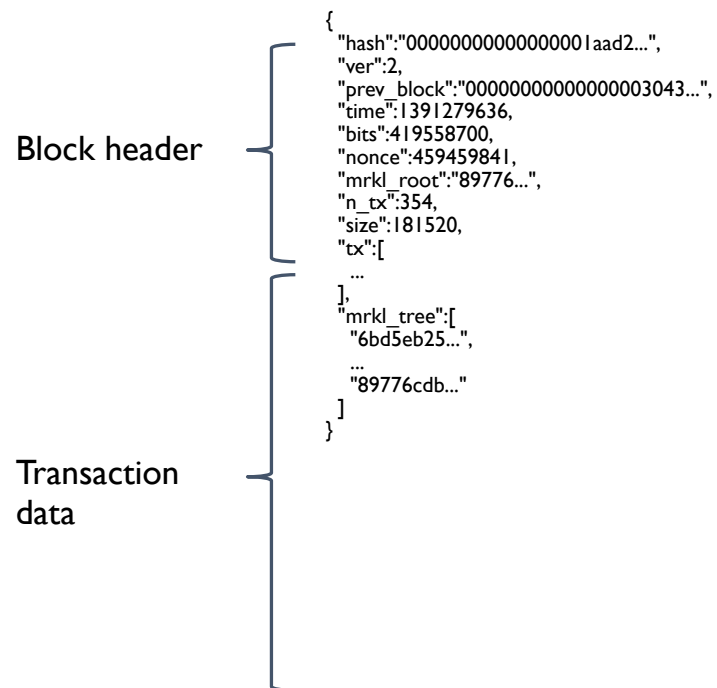 {
"hash":"00000000000000001aad2...",
"ver":2,
"prev_block":"00000000000000003043...",
"time":1391279636,
"bits":419558700,
"nonce":459459841,
"mrkl_root":"89776...",
"n_tx":354,
"size":181520,
"tx":[
...
],
"mrkl_tree":[
"6bd5eb25...",
...
"89776cdb..."
]
}
Block header
Transaction
data